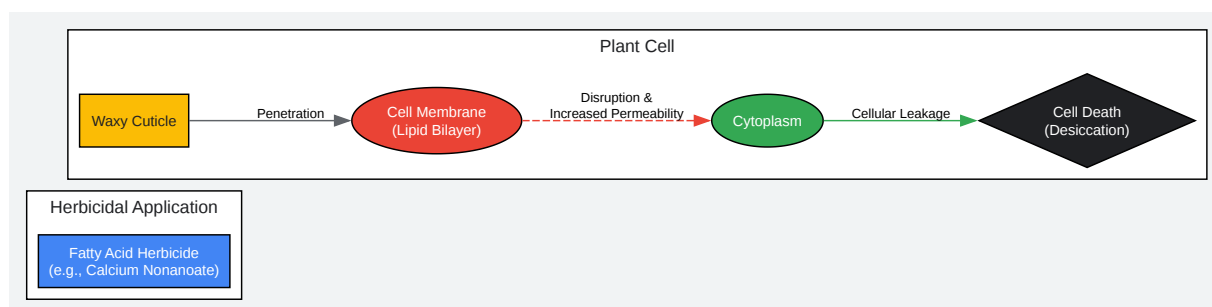 Plant Cell
Waxy Cuticle
Penetration
Cell Membrane
(Lipid Bilayer)
Disruption &
Increased Permeability
Cytoplasm
Cellular Leakage
Cell Death
(Desiccation)
Herbicidal Application
Fatty Acid Herbicide
(e.g., Calcium Nonanoate)